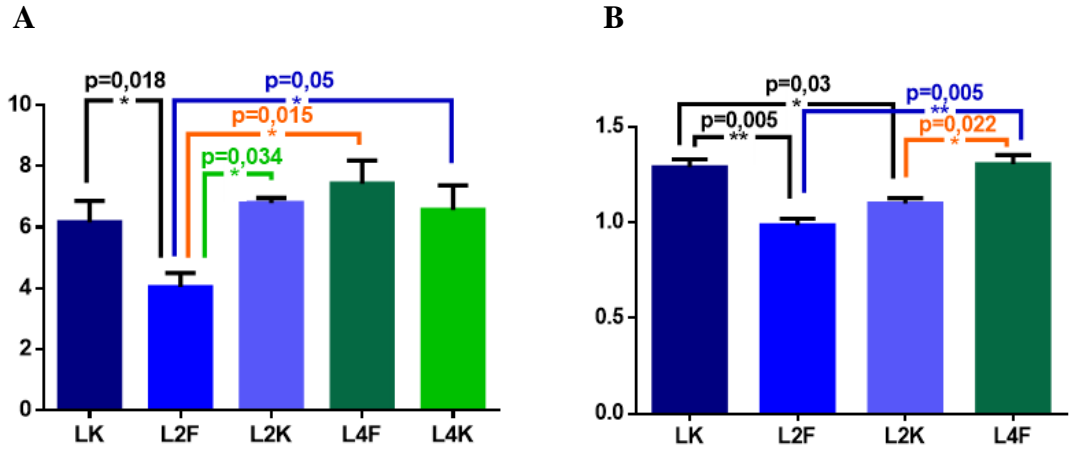 A
p=0,018
*
p=0,05
*
p=0,015
*
p=0,034
*
10
8
6
4
2
0
LK L2F L2K L4F L4K
B
p=0,03
*
p=0,005
**
p=0,005
**
p=0,022
*
1.5
1.0
0.5
0.0
LK L2F L2K L4F